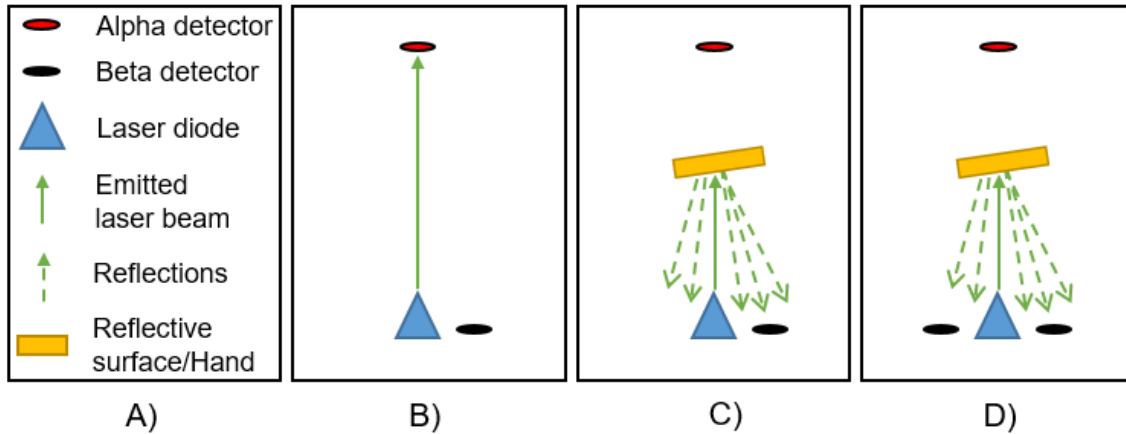 Alpha detector
Beta detector
Laser diode
Emitted
laser beam
Reflections
Reflective
surface/Hand
A)
B)
C)
D)